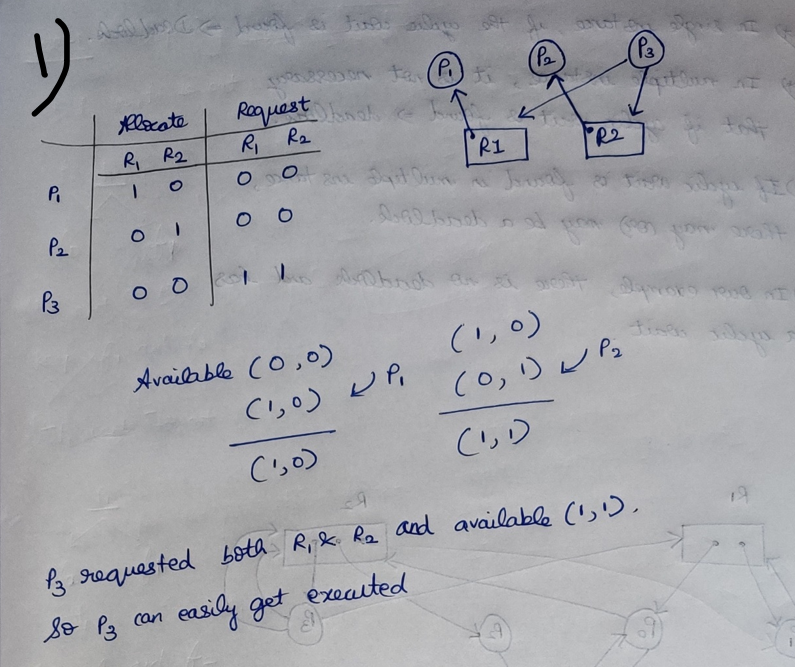 1)
P1 P2 P3
R1 R2
Allocate Request
R1 R2 R1 R2
P1 1 0 0 0
P2 0 1 0 0
P3 0 0 1 1
Available (0,0)
(1,0) ↙ P1
(1,0)
(1,0)
(0,1) ↙ P2
(1,1)
P3 requested both R1 & R2 and available (1,1).
So P3 can easily get executed